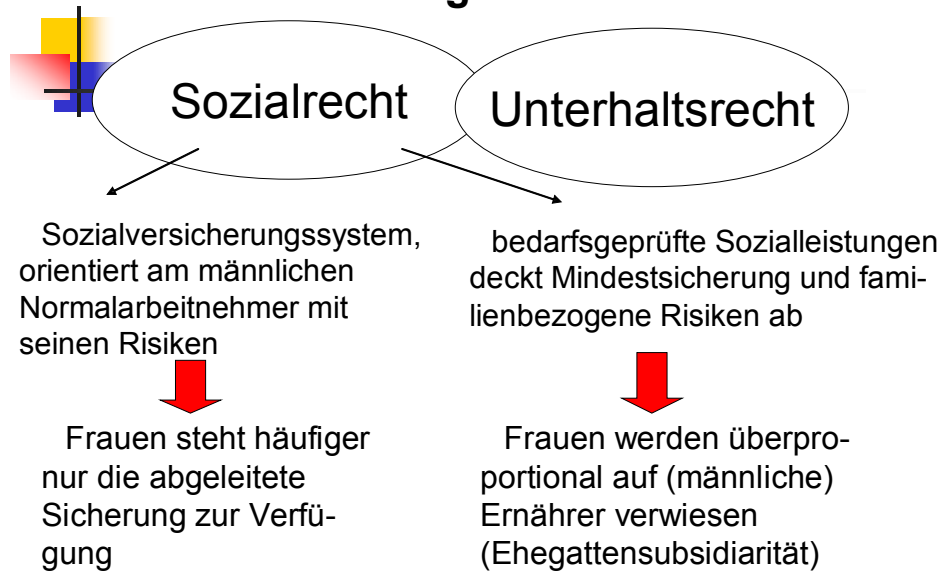 Sozialrecht
Unterhaltsrecht
Sozialversicherungssystem,
orientiert am männlichen
Normalarbeitnehmer mit
seinen Risiken
bedarfsgeprüfte Sozialleistungen
deckt Mindestsicherung und fami-
lienbezogene Risiken ab
Frauen steht häufiger
nur die abgeleitete
Sicherung zur Verfü-
gung
Frauen werden überpro-
portional auf (männliche)
Ernährer verwiesen
(Ehegattensubsidiarität)